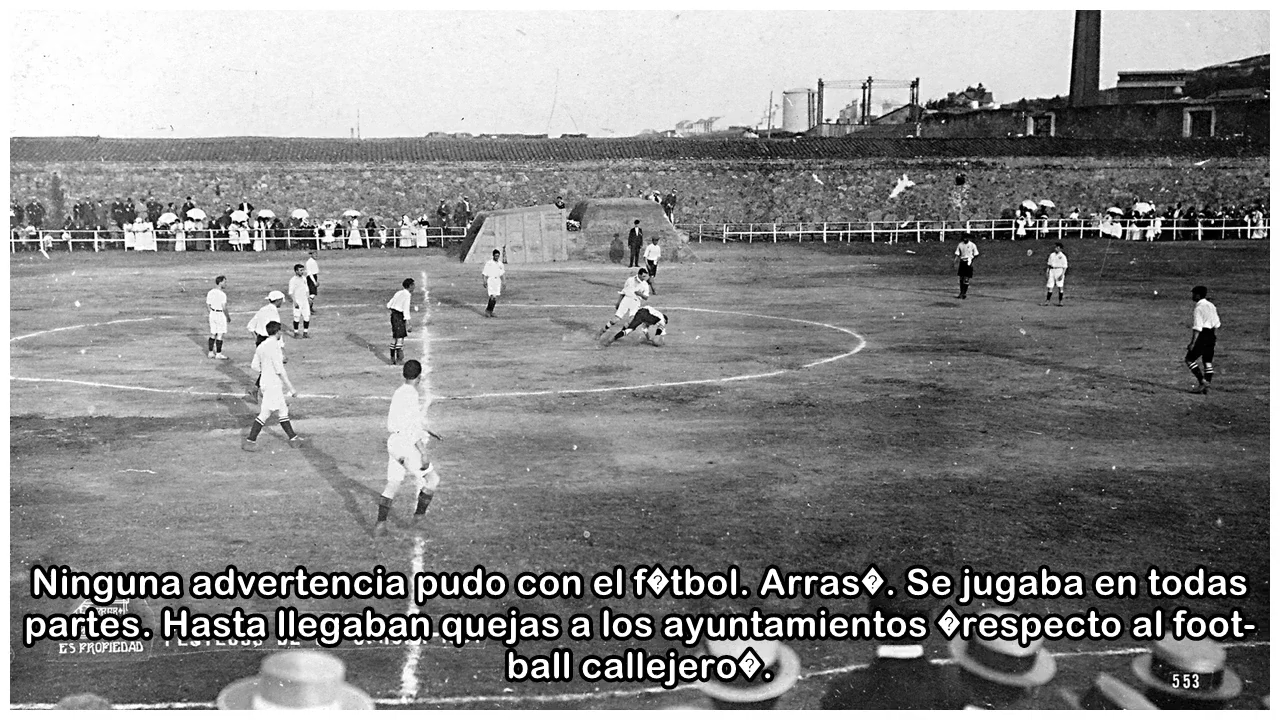 Ninguna advertencia pudo con el f�tbol. Arras�. Se jugaba en todas
partes. Hasta llegaban quejas a los ayuntamientos �respecto al foot-
ball callejero�.
ES PROPIEDAD
553